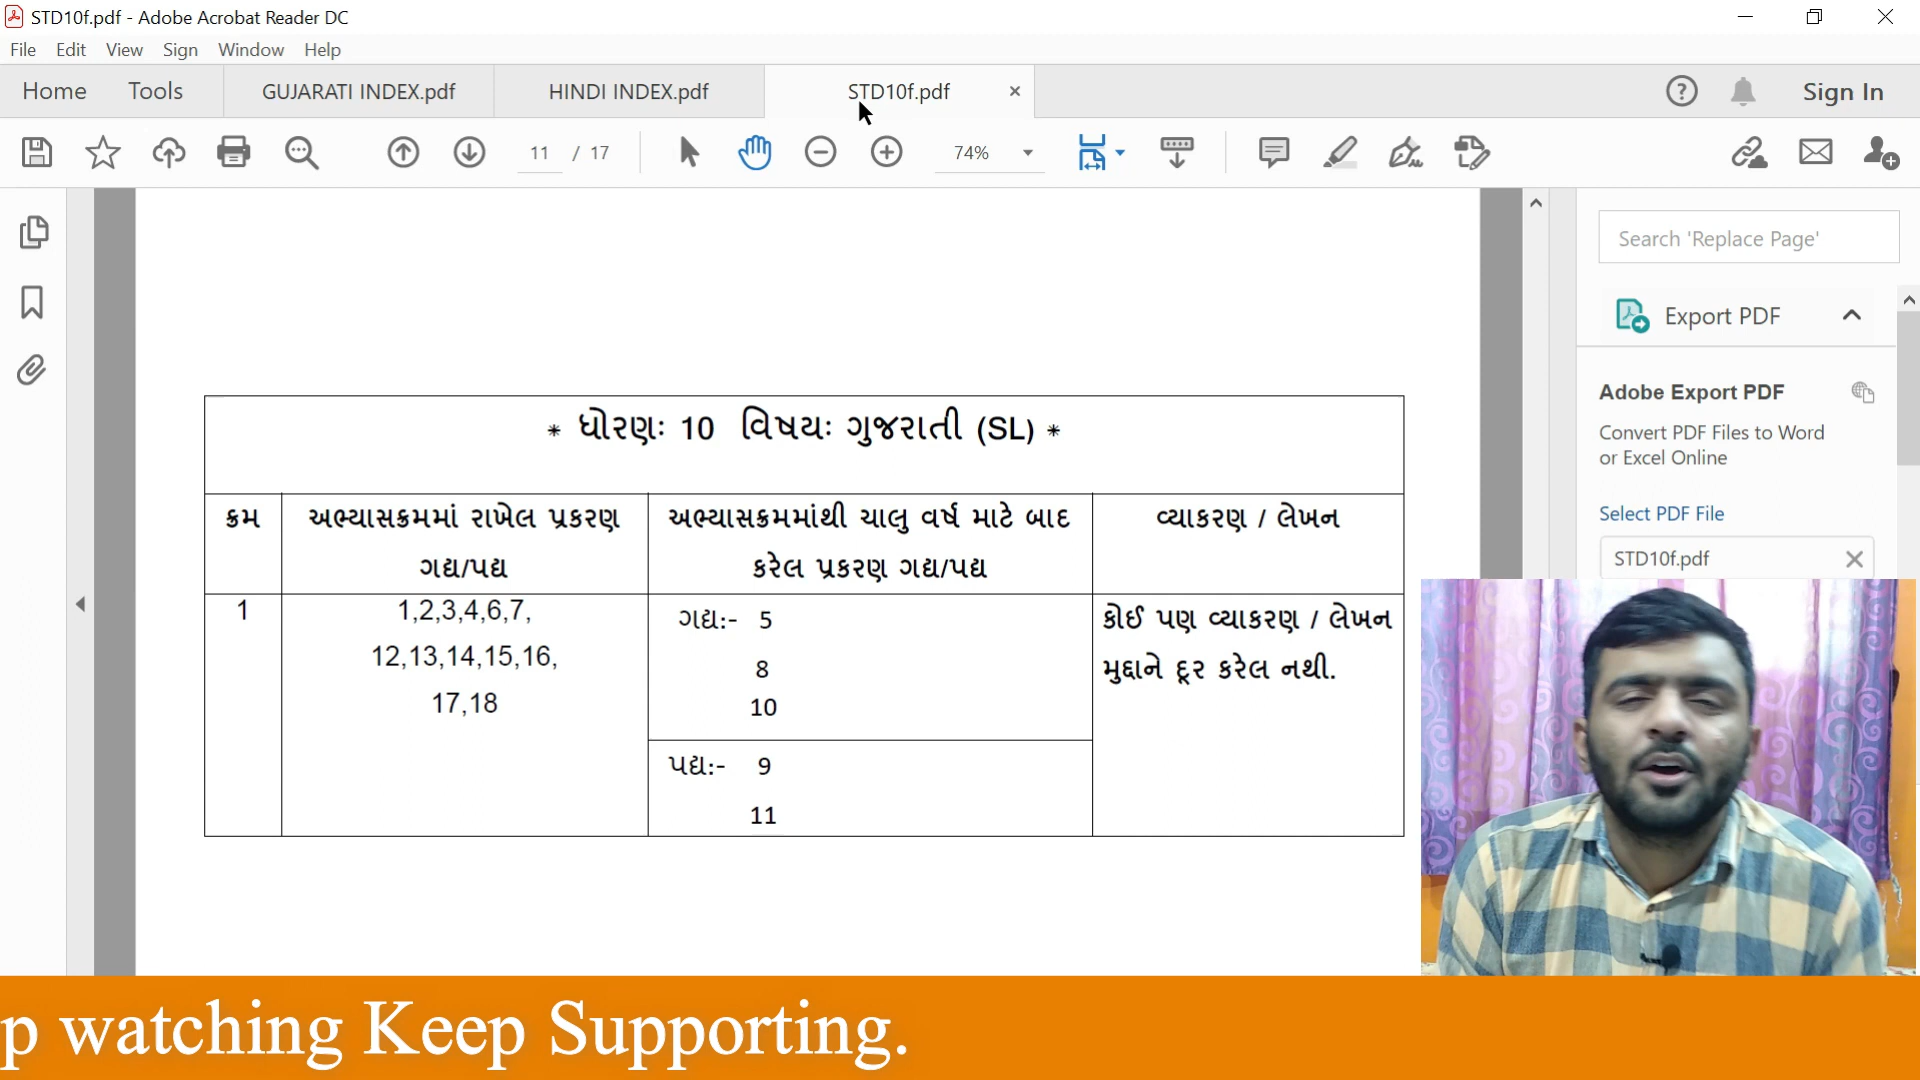 STD10f.pdf - Adobe Acrobat Reader DC
File Edit View Sign Window Help
Home Tools GUJARATI INDEX.pdf HINDI INDEX.pdf STD10f.pdf Sign In
11 / 17 74%
Search 'Replace Page'
Export PDF
Adobe Export PDF
Convert PDF Files to Word
or Excel Online
Select PDF File
STD10f.pdf
* ધોરણઃ 10 વિષયઃ ગુજરાતી (SL) *
ક્રમ
અભ્યાસક્રમમાં રાખેલ પ્રકરણ
ગદ્ય/પદ્ય
અભ્યાસક્રમમાંથી ચાલુ વર્ષ માટે બાદ
કરેલ પ્રકરણ ગદ્ય/પદ્ય
વ્યાકરણ / લેખન
1
1,2,3,4,6,7,
12,13,14,15,16,
17,18
ગદ્ય:- 5
8
10
પદ્ય:- 9
11
કોઈ પણ વ્યાકરણ / લેખન
મુદ્દાને દૂર કરેલ નથી.
p watching Keep Supporting.